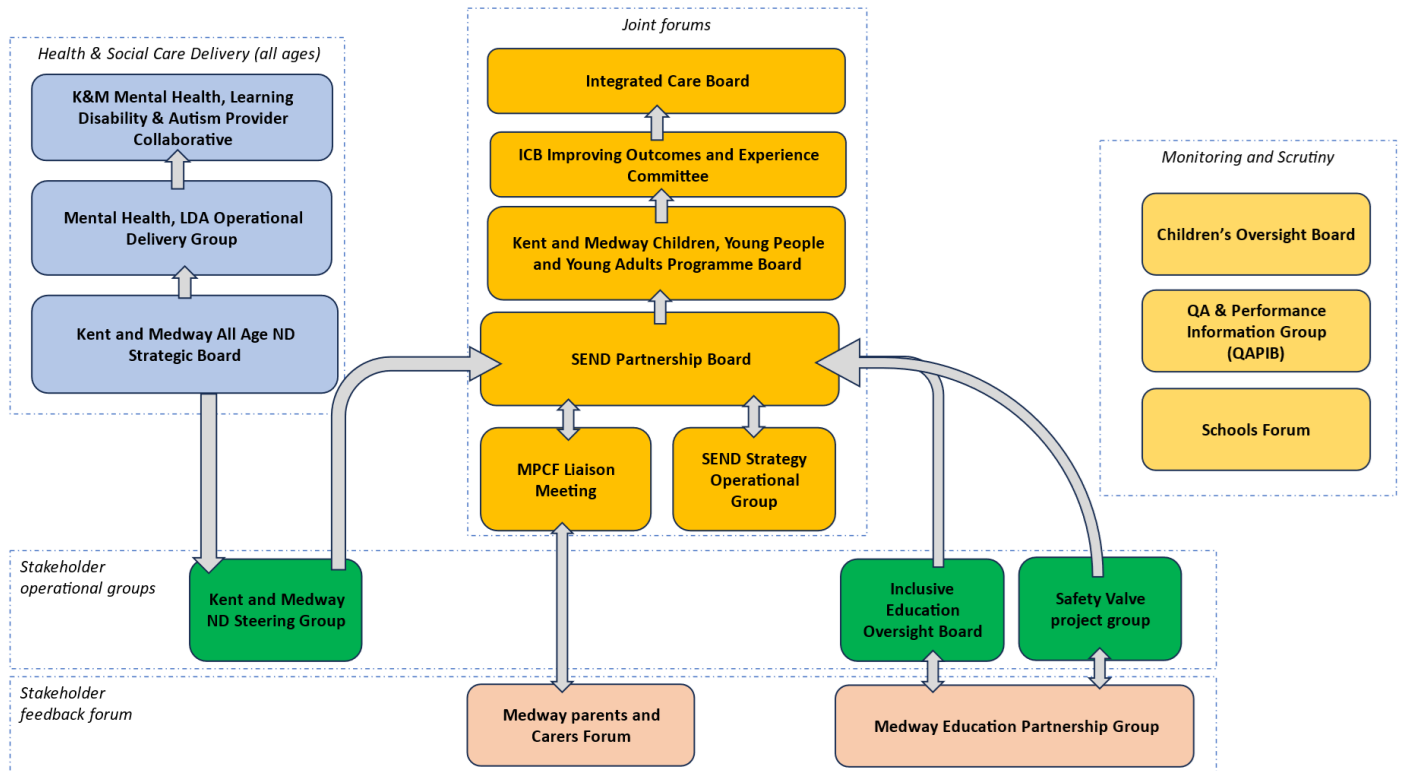 Health & Social Care Delivery (all ages)
K&M Mental Health, Learning
Disability & Autism Provider
Collaborative
Mental Health, LDA Operational
Delivery Group
Kent and Medway All Age ND
Strategic Board
Joint forums
Integrated Care Board
ICB Improving Outcomes and Experience
Committee
Kent and Medway Children, Young People
and Young Adults Programme Board
SEND Partnership Board
MPCF Liaison
Meeting
SEND Strategy
Operational
Group
Monitoring and Scrutiny
Children’s Oversight Board
QA & Performance
Information Group
(QAPIB)
Schools Forum
Stakeholder
operational groups
Kent and Medway
ND Steering Group
Inclusive
Education
Oversight Board
Safety Valve
project group
Stakeholder
feedback forum
Medway parents and
Carers Forum
Medway Education Partnership Group